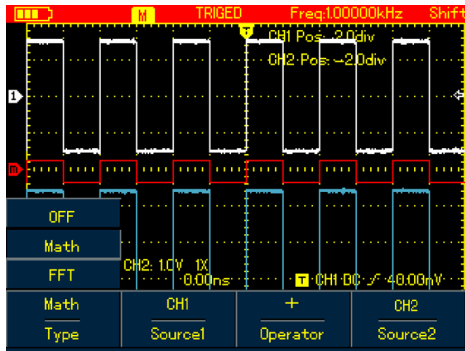 M TRIGED Freq:1.00000kHz Shift
T
CH1 Pos: 2.0div
CH2 Pos: -2.0div
1
m
OFF
Math
FFT
CH2: 1.0V 1X
0.00ns T CH1 DC 40.00mV
Math CH1 + CH2
Type Source1 Operator Source2